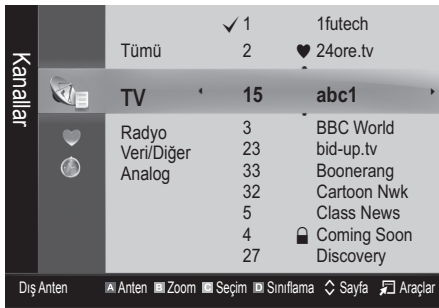 Kanallar
✓ 1 1futech
Tümü 2 ♥ 24ore.tv
TV 15 abc1
Radyo 3 BBC World
Veri/Diğer 23 bid-up.tv
Analog 33 Boonerang
32 Cartoon Nwk
5 Class News
4 Coming Soon
27 Discovery
Dış Anten A Anten B Zoom C Seçim D Sınıflama Sayfa Araçlar